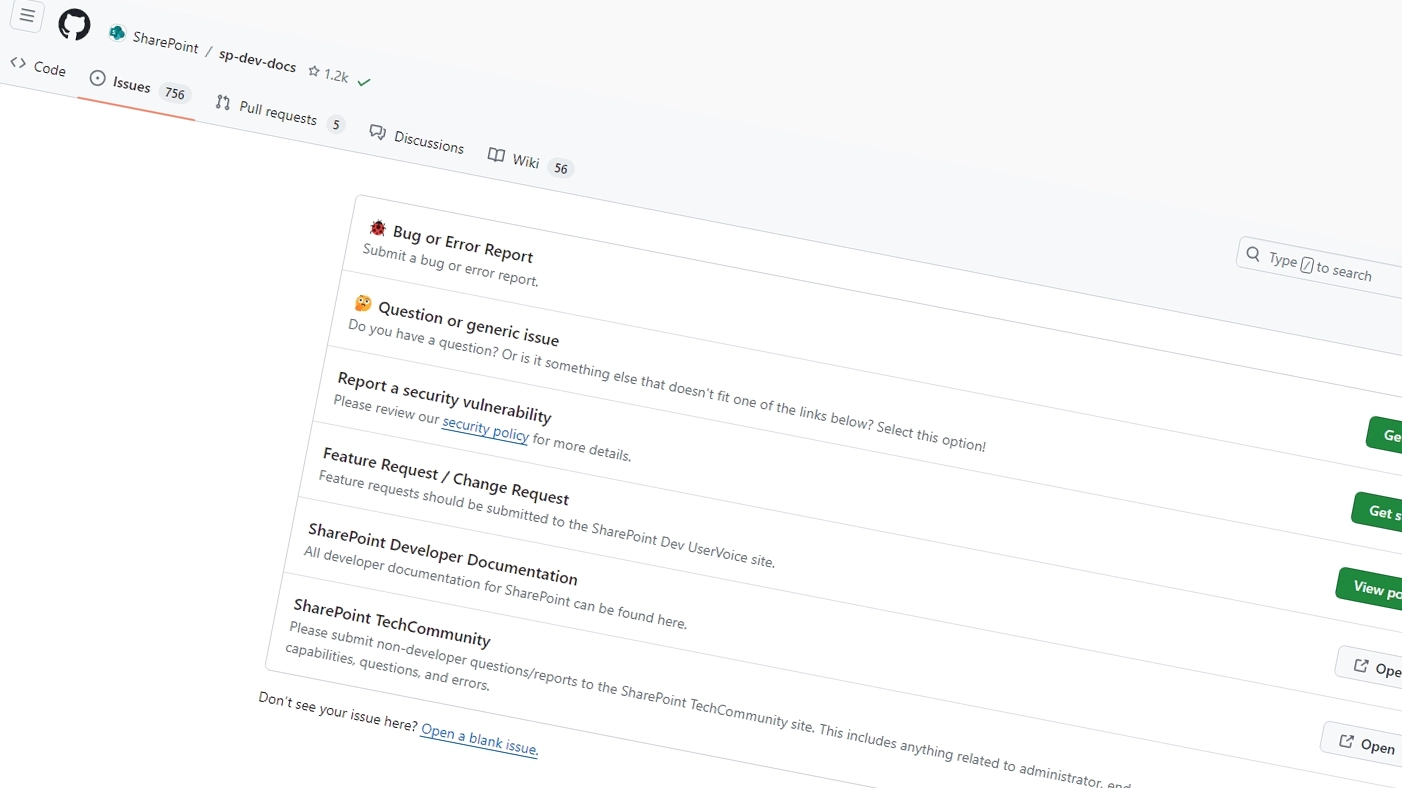 SharePoint / sp-dev-docs 1.2k
Code Issues 756 Pull requests 5 Discussions Wiki 56
Type / to search
Bug or Error Report
Submit a bug or error report.
Ge
Question or generic issue
Do you have a question? Or is it something else that doesn't fit one of the links below? Select this option!
Get s
Report a security vulnerability
Please review our security policy for more details.
View po
Feature Request / Change Request
Feature requests should be submitted to the SharePoint Dev UserVoice site.
Ope
SharePoint Developer Documentation
All developer documentation for SharePoint can be found here.
Open
SharePoint TechCommunity
Please submit non-developer questions/reports to the SharePoint TechCommunity site. This includes anything related to administrator, end
capabilities, questions, and errors.
Don't see your issue here? Open a blank issue.